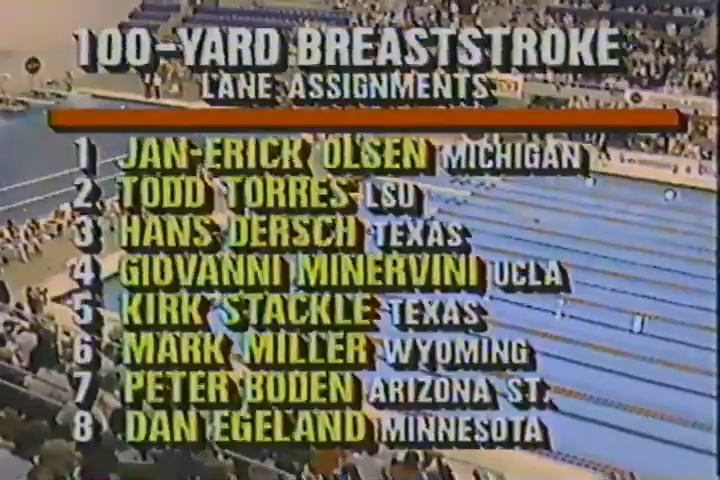 100-YARD BREASTSTROKE
LANE ASSIGNMENTS
1 JAN-ERICK OLSEN MICHIGAN
2 TODD TORRES LSU
3 HANS DERSCH TEXAS
4 GIOVANNI MINERVINI UCLA
5 KIRK STACKLE TEXAS
6 MARK MILLER WYOMING
7 PETER BODEN ARIZONA ST.
8 DAN EGELAND MINNESOTA